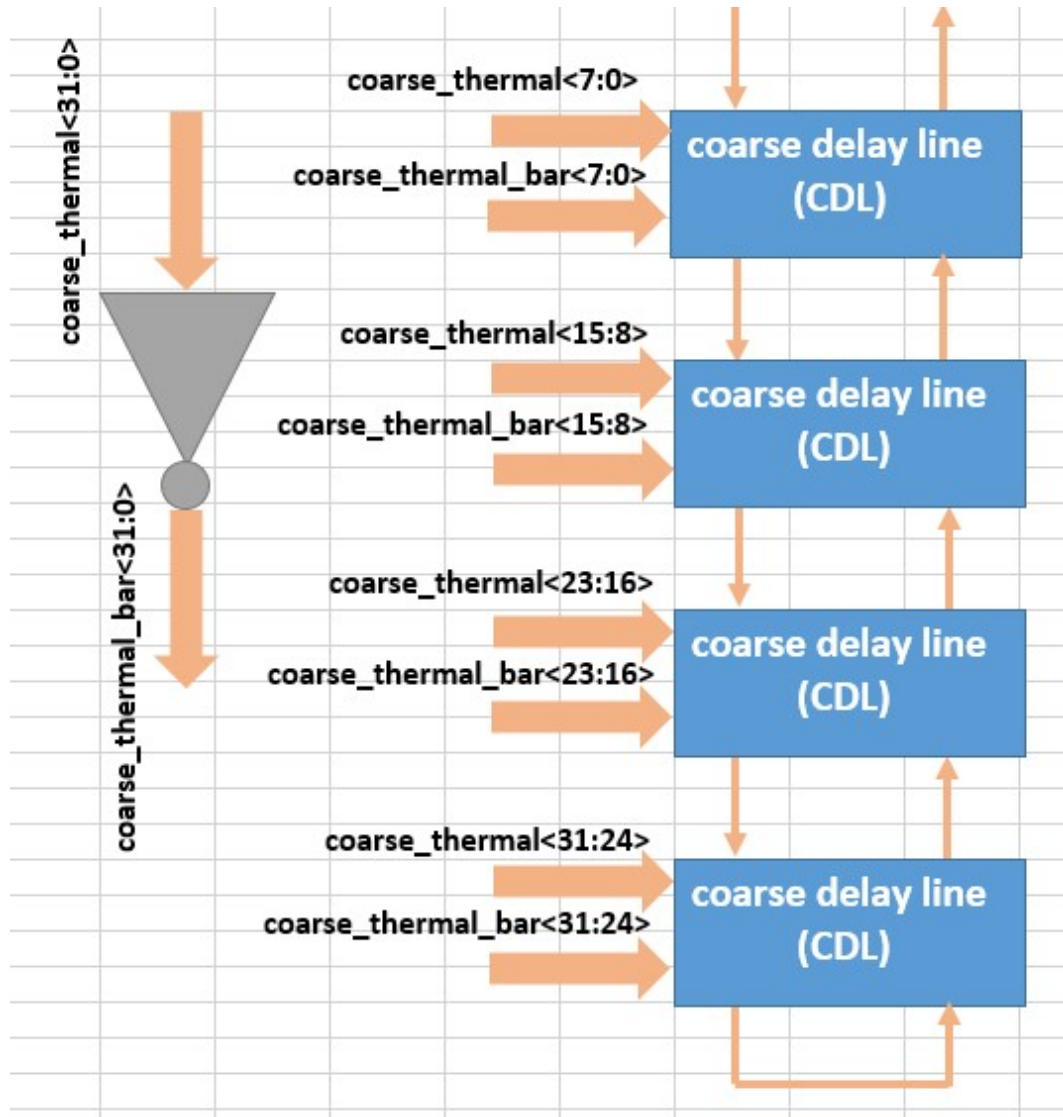 coarse_thermal<31:0>
coarse_thermal_bar<31:0>
coarse_thermal<7:0>
coarse_thermal_bar<7:0>
coarse delay line
(CDL)
coarse_thermal<15:8>
coarse_thermal_bar<15:8>
coarse delay line
(CDL)
coarse_thermal<23:16>
coarse_thermal_bar<23:16>
coarse delay line
(CDL)
coarse_thermal<31:24>
coarse_thermal_bar<31:24>
coarse delay line
(CDL)